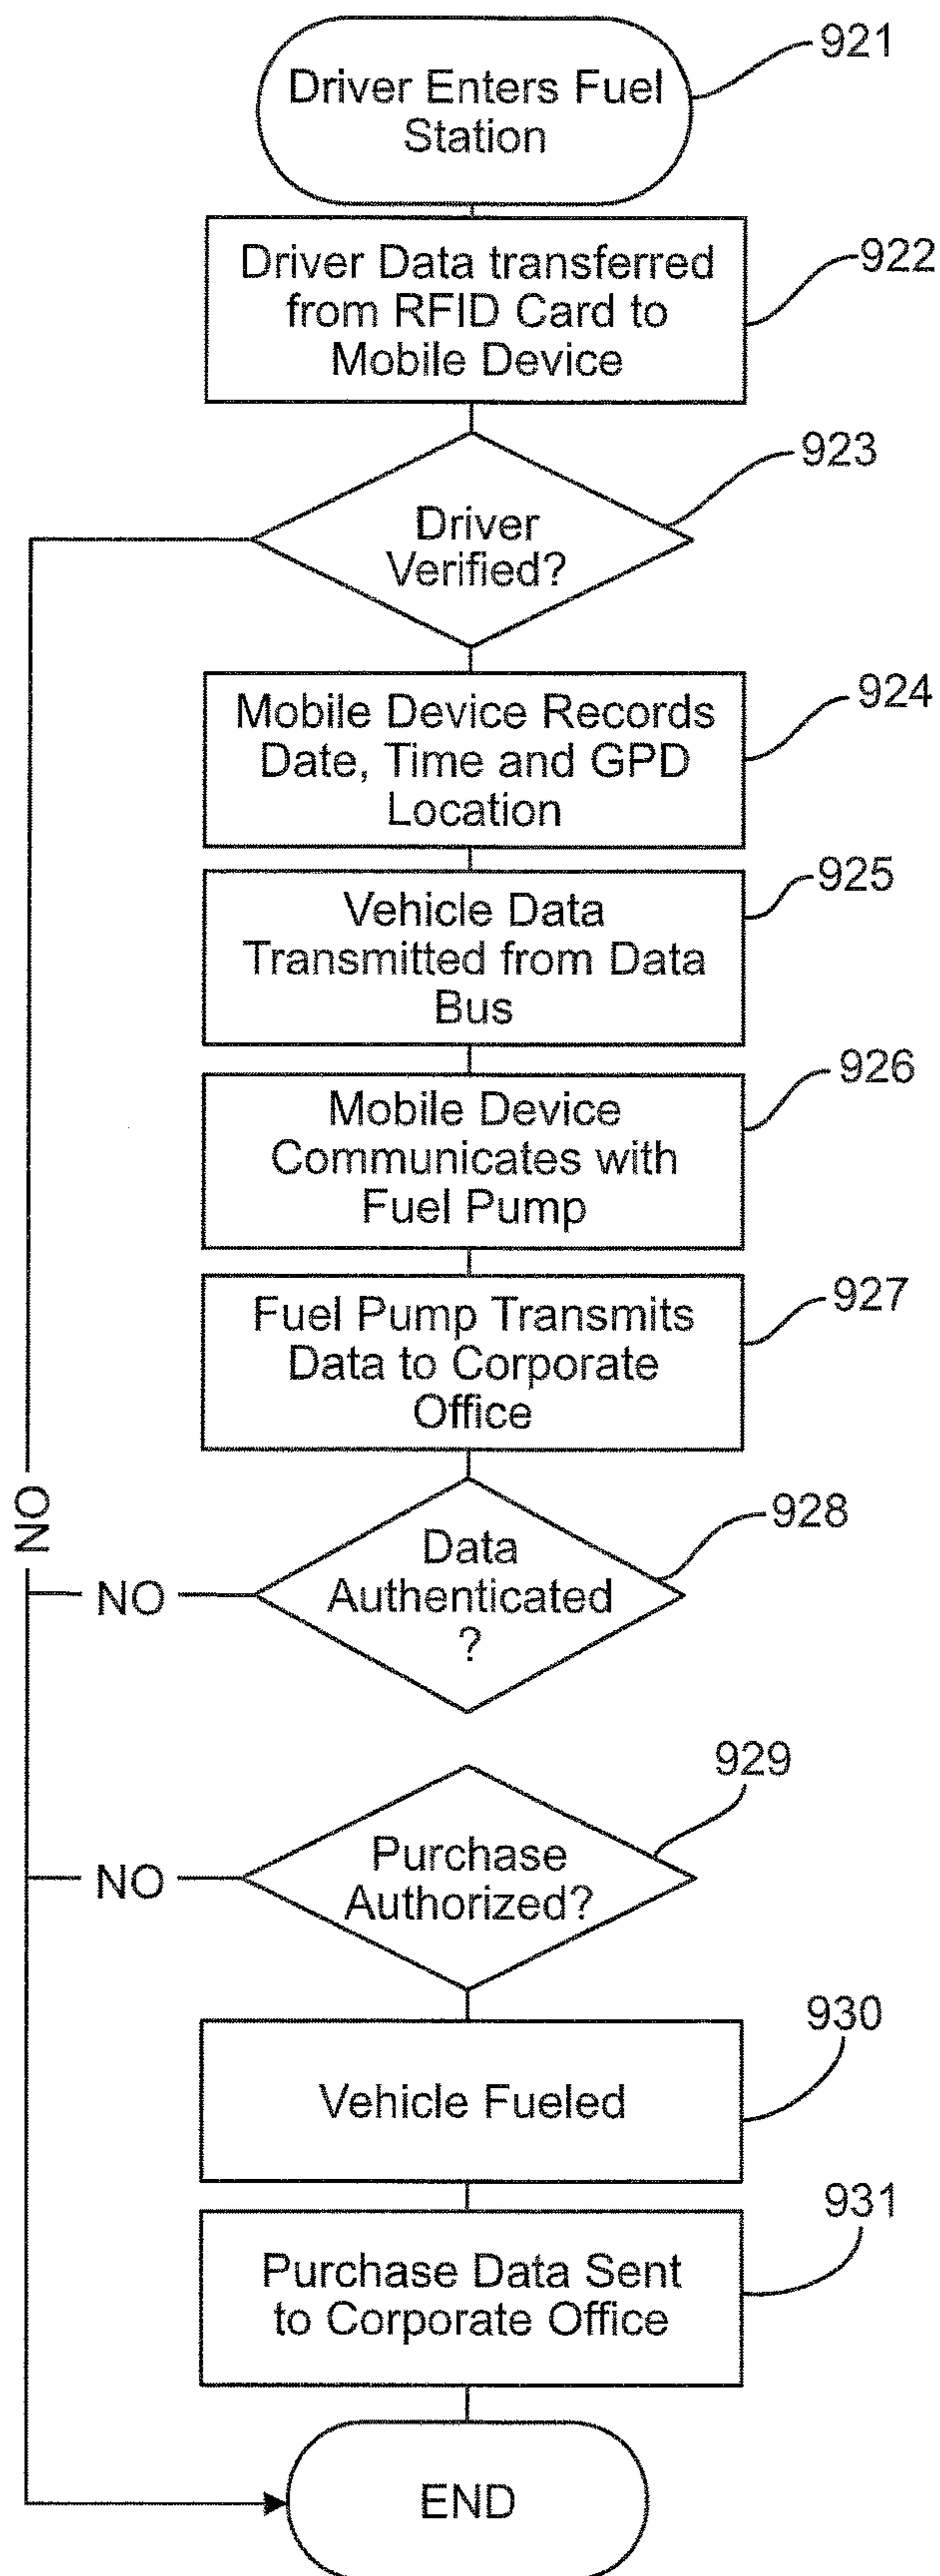 Driver Enters Fuel
Station
921
Driver Data transferred
from RFID Card to
Mobile Device
922
Driver
Verified?
923
Mobile Device Records
Date, Time and GPD
Location
924
Vehicle Data
Transmitted from Data
Bus
925
Mobile Device
Communicates with
Fuel Pump
926
Fuel Pump Transmits
Data to Corporate
Office
927
NO
Data
Authenticated
?
928
NO
Purchase
Authorized?
929
NO
Vehicle Fueled
930
Purchase Data Sent
to Corporate Office
931
END